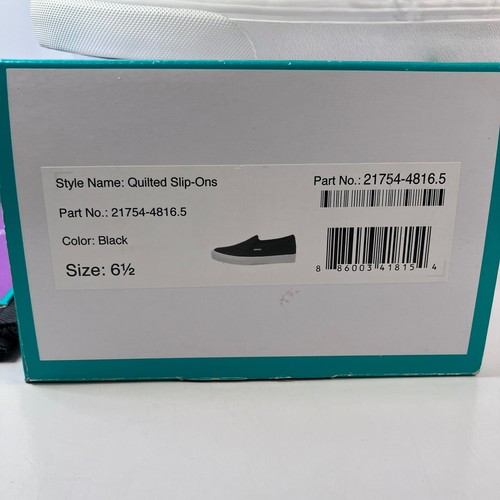 Style Name: Quilted Slip-Ons
Part No.: 21754-4816.5
Color: Black
Size: 6½
Part No.: 21754-4816.5
8 86003 41815 4